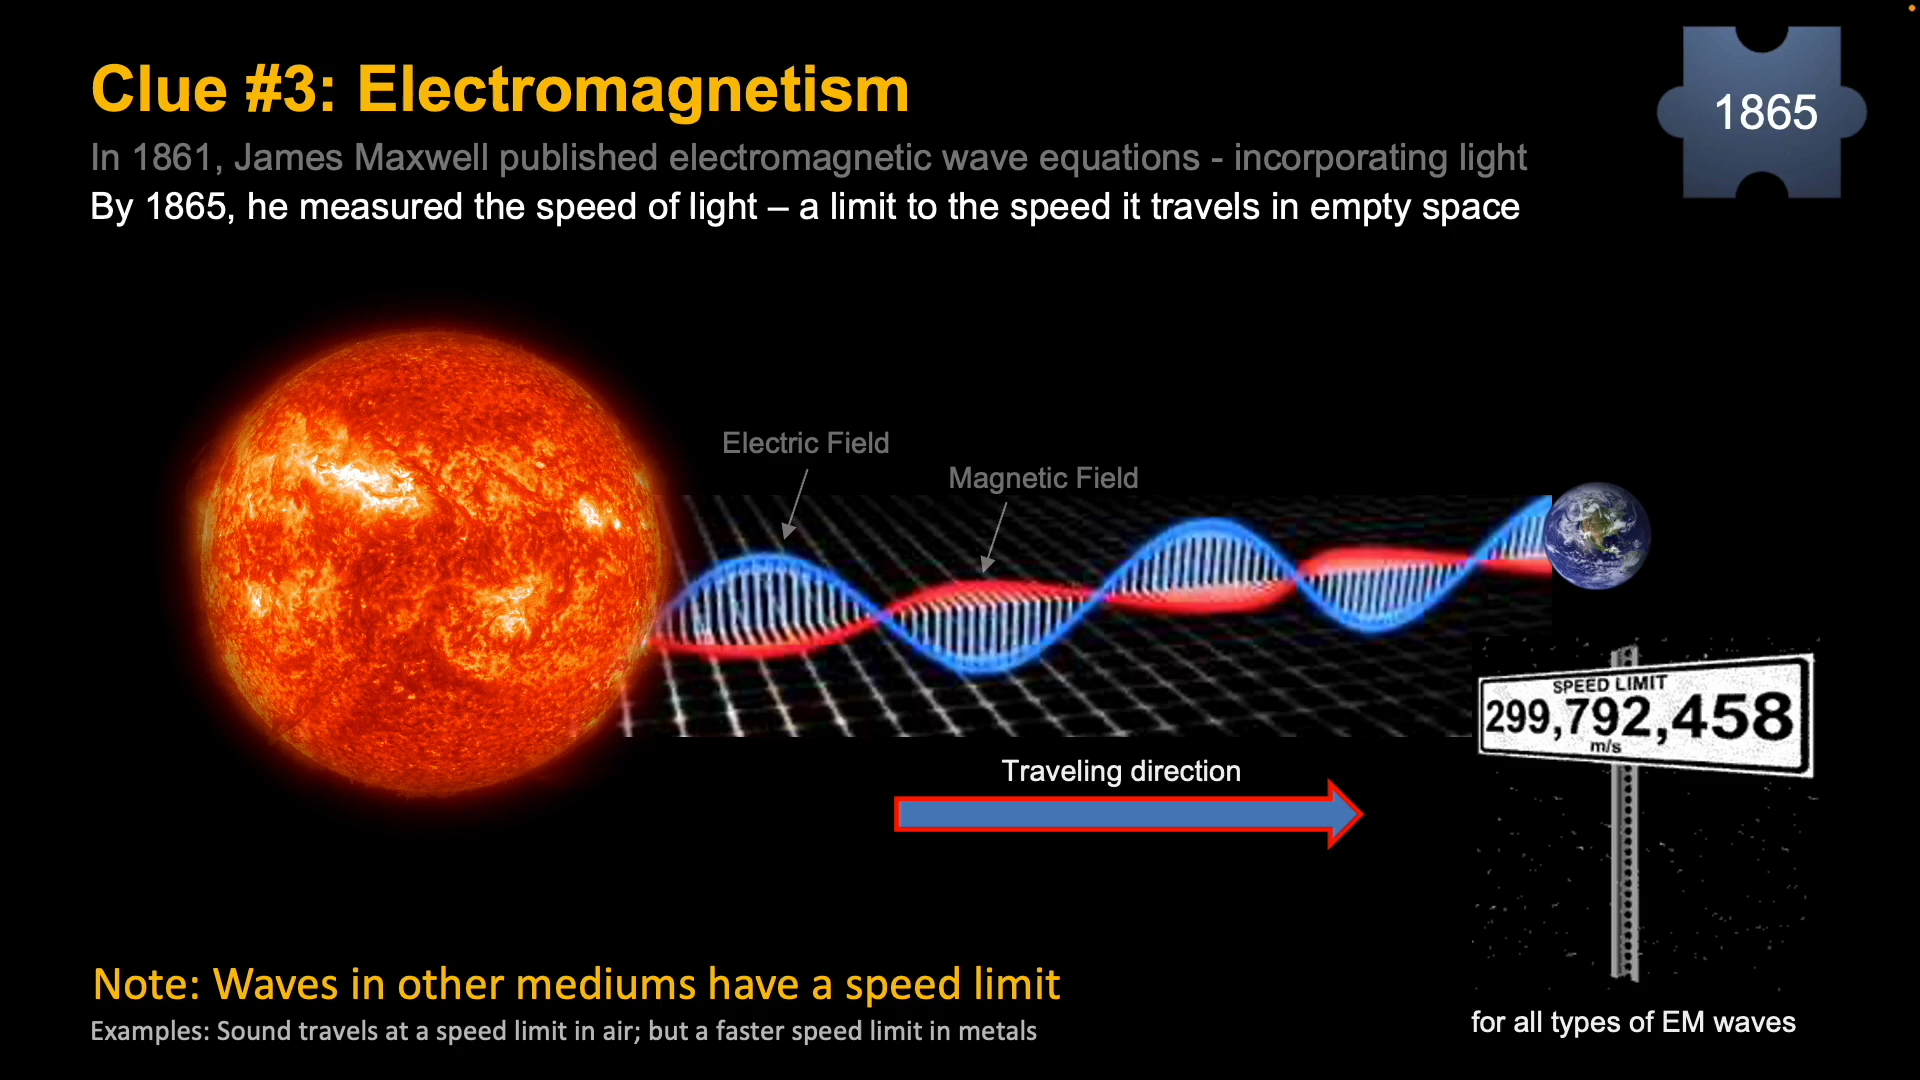 Clue #3: Electromagnetism
1865
In 1861, James Maxwell published electromagnetic wave equations - incorporating light
By 1865, he measured the speed of light – a limit to the speed it travels in empty space
Electric Field
Magnetic Field
SPEED LIMIT
299,792,458
m/s
Traveling direction
Note: Waves in other mediums have a speed limit
Examples: Sound travels at a speed limit in air; but a faster speed limit in metals
for all types of EM waves